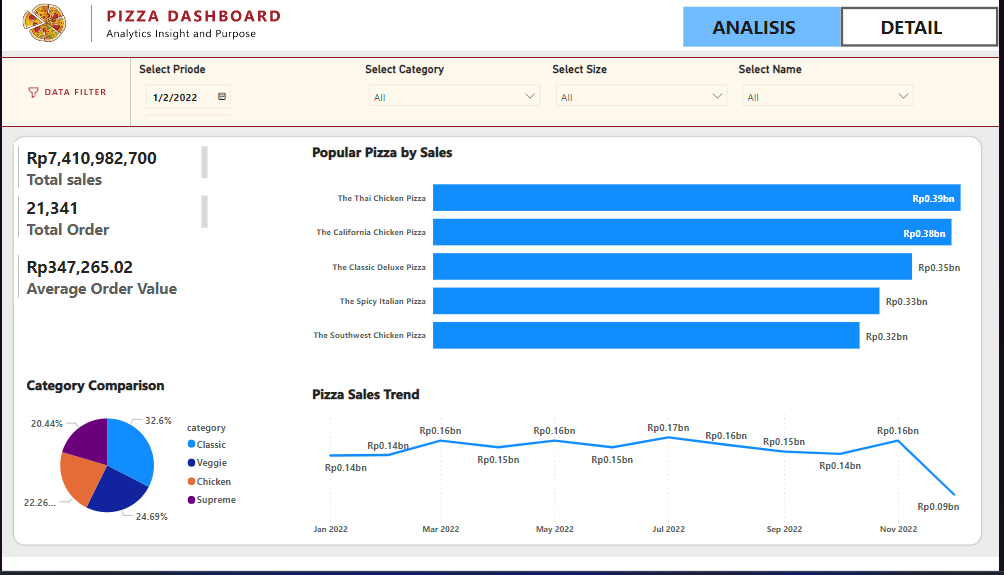 PIZZA DASHBOARD
Analytics Insight and Purpose
ANALISIS
DETAIL
DATA FILTER
Select Priode
1/2/2022
Select Category
All
Select Size
All
Select Name
All
Rp7,410,982,700
Total sales
21,341
Total Order
Rp347,265.02
Average Order Value
Popular Pizza by Sales
The Thai Chicken Pizza
Rp0.39bn
The California Chicken Pizza
Rp0.38bn
The Classic Deluxe Pizza
Rp0.35bn
The Spicy Italian Pizza
Rp0.33bn
The Southwest Chicken Pizza
Rp0.32bn
Category Comparison
20.44%
32.6%
22.26...
24.69%
category
Classic
Veggie
Chicken
Supreme
Pizza Sales Trend
Rp0.14bn
Rp0.14bn
Rp0.16bn
Rp0.15bn
Rp0.16bn
Rp0.15bn
Rp0.17bn
Rp0.16bn
Rp0.15bn
Rp0.14bn
Rp0.16bn
Rp0.09bn
Jan 2022
Mar 2022
May 2022
Jul 2022
Sep 2022
Nov 2022